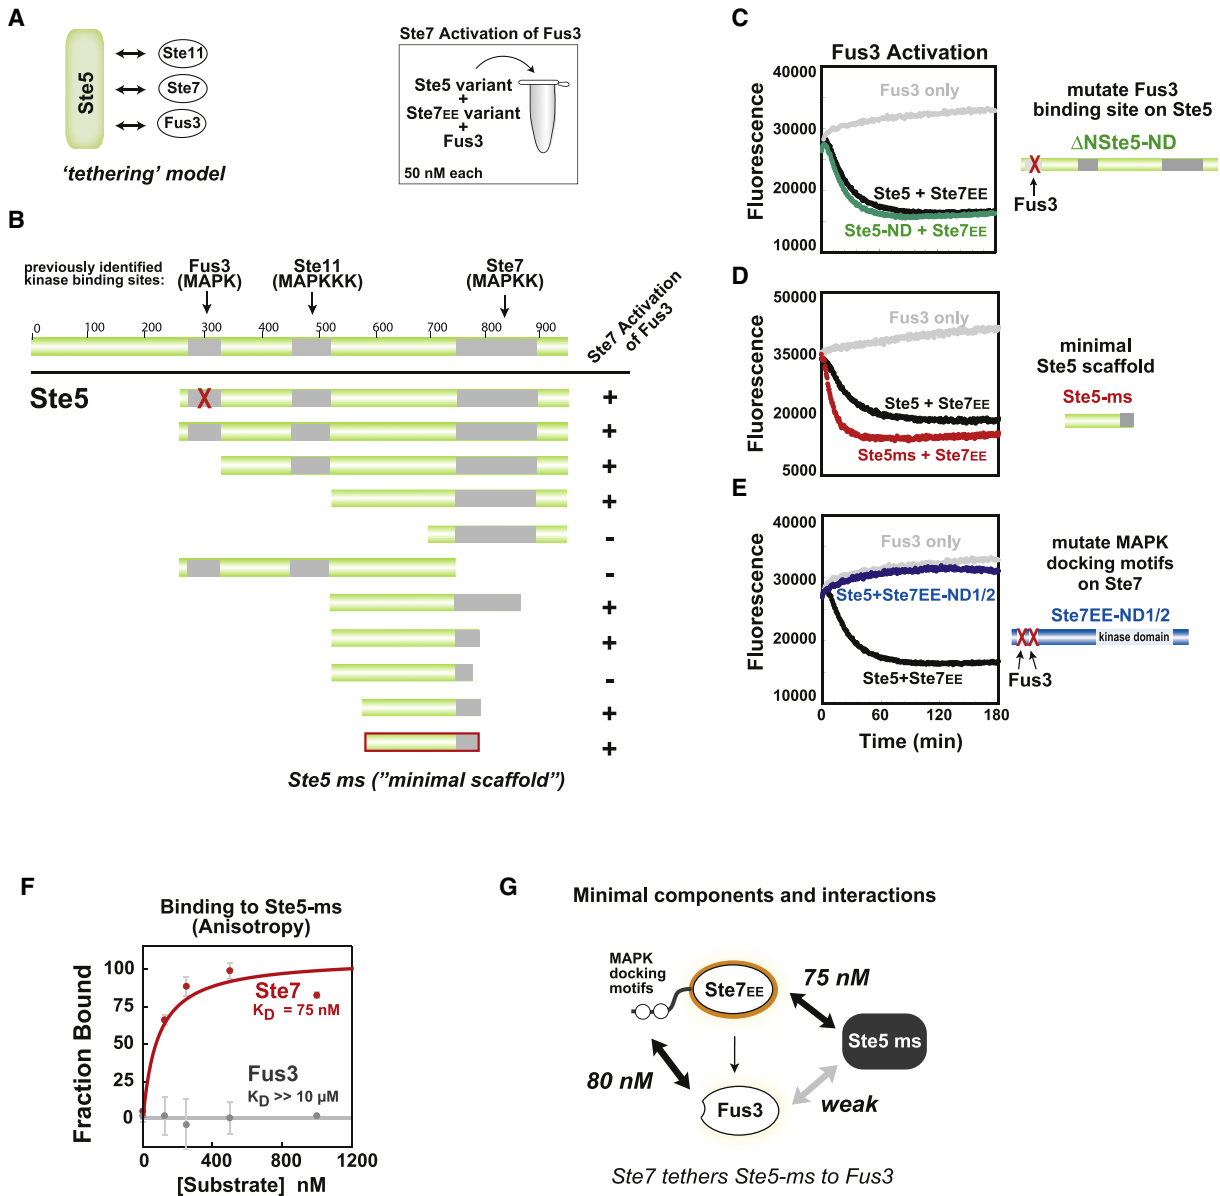 A
Ste5
Ste11
Ste7
Fus3
‘tethering’ model
Ste7 Activation of Fus3
Ste5 variant
+
Ste7EE variant
+
Fus3
50 nM each
B
previously identified
kinase binding sites:
Fus3
(MAPK)
Ste11
(MAPKKK)
Ste7
(MAPKK)
Ste7 Activation
of Fus3
0 100 200 300 400 500 600 700 800 900
Ste5
X
+
+
+
+
-
-
+
+
-
+
+
Ste5 ms (”minimal scaffold”)
C
Fus3 Activation
Fluorescence
40000
30000
20000
10000
Fus3 only
Ste5 + Ste7EE
Ste5-ND + Ste7EE
mutate Fus3
binding site on Ste5
ΔNSte5-ND
X
Fus3
D
Fluorescence
50000
35000
20000
5000
Fus3 only
Ste5 + Ste7EE
Ste5ms + Ste7EE
minimal
Ste5 scaffold
Ste5-ms
E
Fluorescence
40000
30000
20000
10000
Fus3 only
Ste5+Ste7EE-ND1/2
Ste5+Ste7EE
0 60 120 180
Time (min)
mutate MAPK
docking motifs
on Ste7
Ste7EE-ND1/2
XX
kinase domain
Fus3
F
Binding to Ste5-ms
(Anisotropy)
Fraction Bound
100
75
50
25
0
Ste7
KD = 75 nM
Fus3
KD >> 10 µM
0 400 800 1200
[Substrate] nM
G
Minimal components and interactions
MAPK
docking
motifs
Ste7EE
75 nM
Ste5 ms
80 nM
Fus3
weak
Ste7 tethers Ste5-ms to Fus3